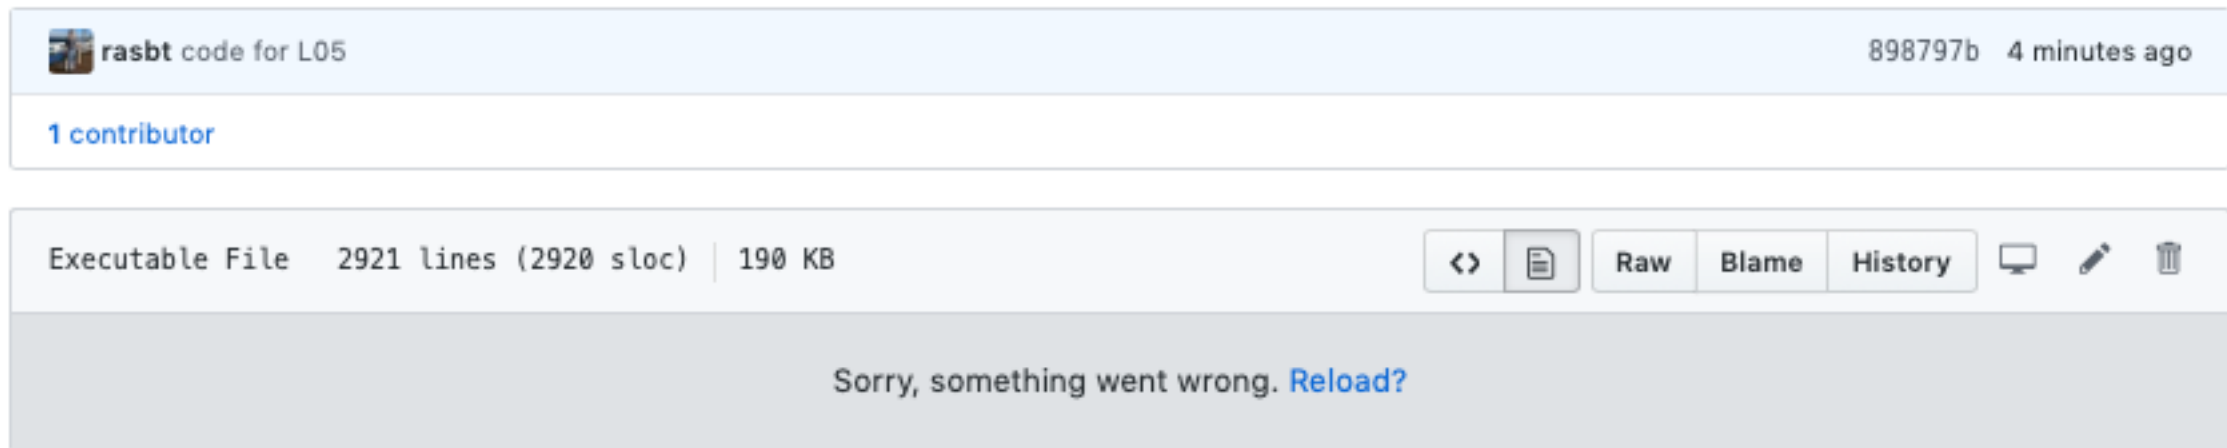 rasbt code for L05 898797b 4 minutes ago
1 contributor
Executable File 2921 lines (2920 sloc) 190 KB <> Raw Blame History
Sorry, something went wrong. Reload?